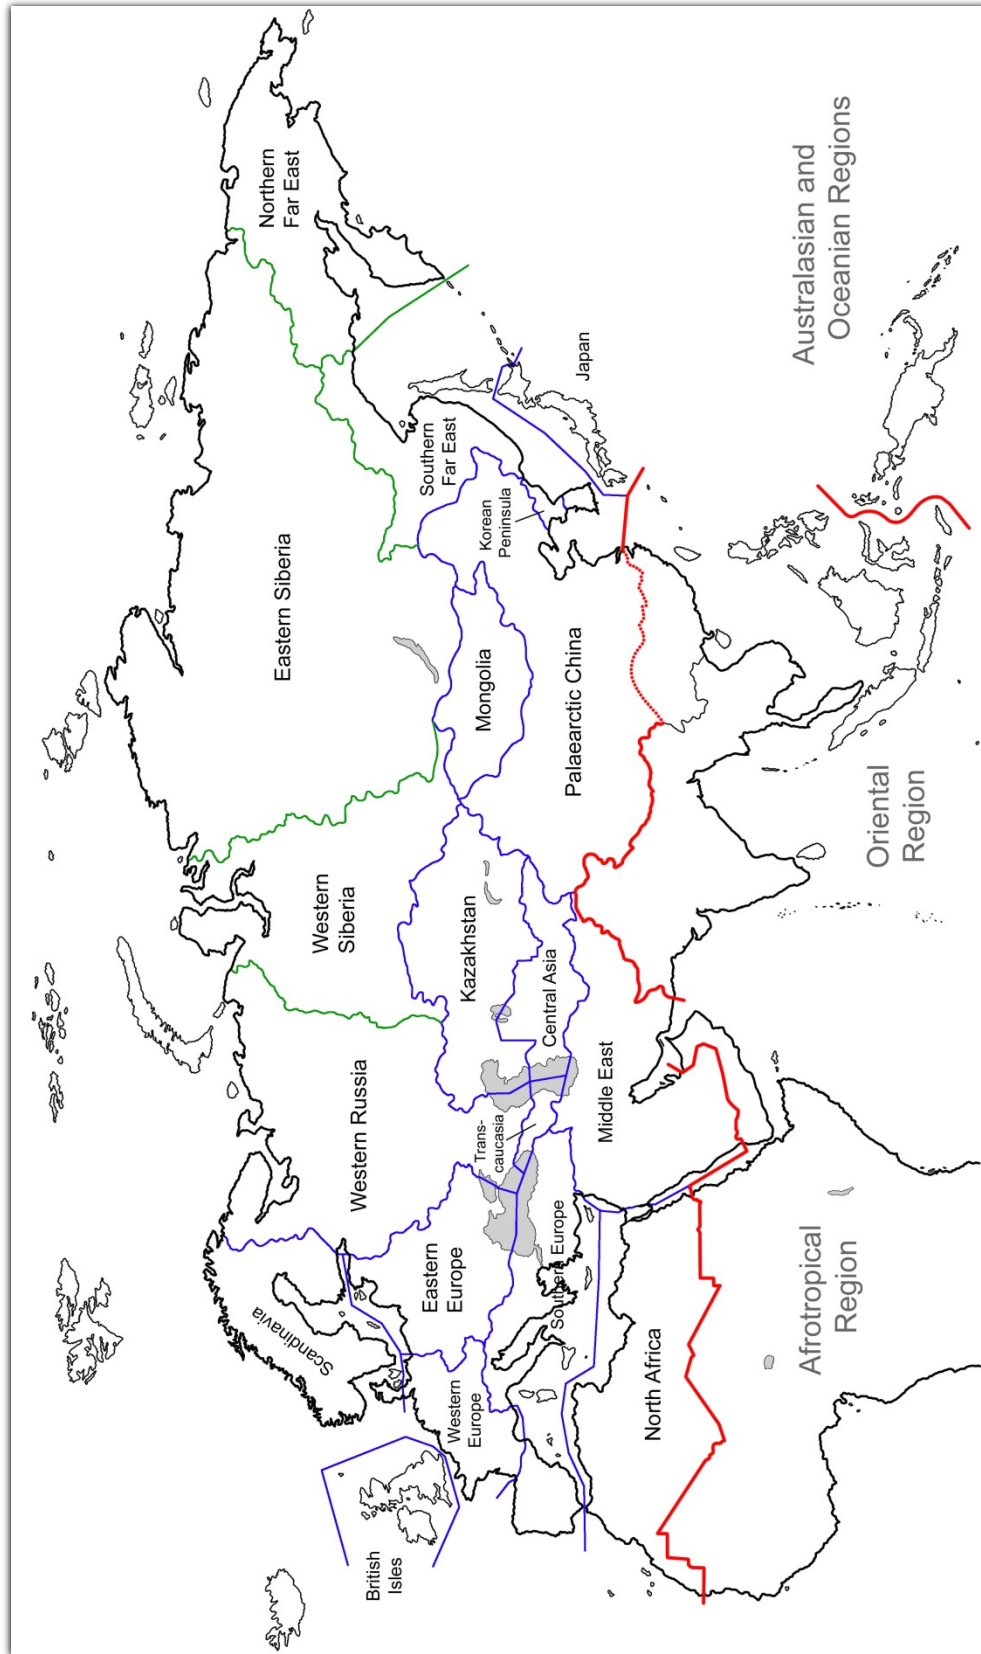 Northern
Far East
Australasian and
Oceanian Regions
Japan
Southern
Far East
Korean
Peninsula
Eastern Siberia
Mongolia
Palaearctic China
Oriental
Region
Western
Siberia
Kazakhstan
Central Asia
Middle East
Trans-
caucasia
Western Russia
Southern Europe
Eastern
Europe
Scandinavia
Western
Europe
British
Isles
North Africa
Afrotropical
Region